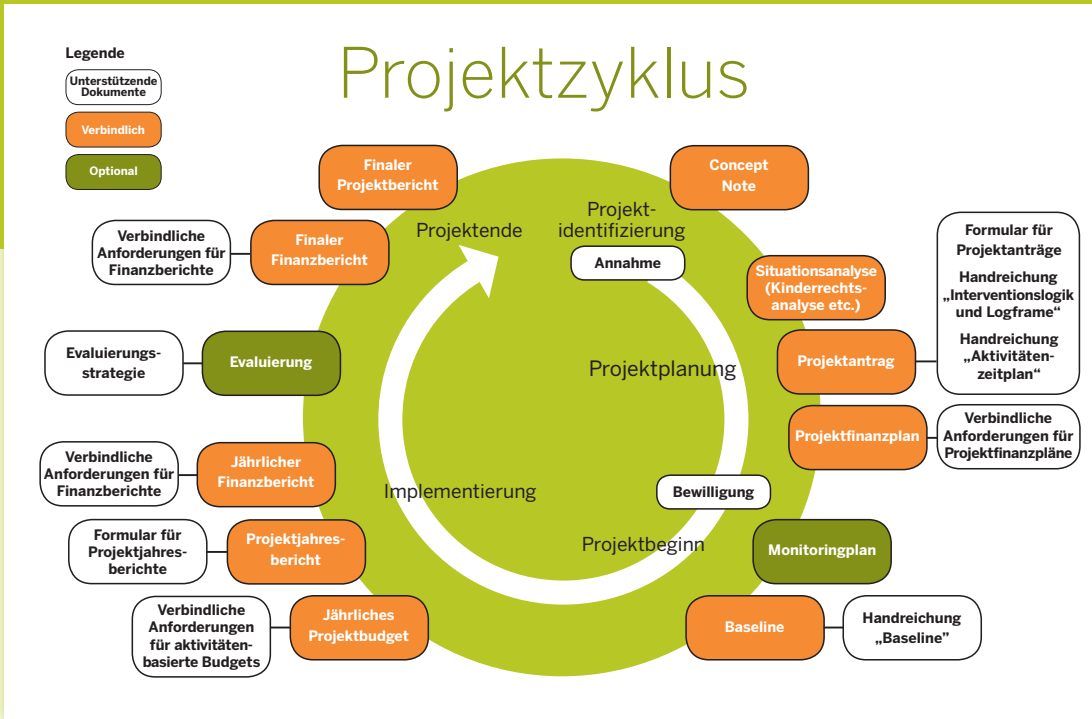 Legende
Unterstützende
Dokumente
Verbindlich
Optional
Projektzyklus
Finaler
Projektbericht
Concept
Note
Projekt-
identifizierung
Projektende
Annahme
Verbindliche
Anforderungen für
Finanzberichte
Finaler
Finanzbericht
Situationsanalyse
(Kinderrechts-
analyse etc.)
Formular für
Projektanträge
Handreichung
„Interventionslogik
und Logframe“
Handreichung
„Aktivitäten-
zeitplan“
Evaluierungs-
strategie
Evaluierung
Projektplanung
Projektantrag
Projektfinanzplan
Verbindliche
Anforderungen für
Projektfinanzpläne
Verbindliche
Anforderungen für
Finanzberichte
Jährlicher
Finanzbericht
Implementierung
Bewilligung
Formular für
Projektjahres-
berichte
Projektjahres-
bericht
Projektbeginn
Monitoringplan
Verbindliche
Anforderungen
für aktivitäten-
basierte Budgets
Jährliches
Projektbudget
Baseline
Handreichung
„Baseline”